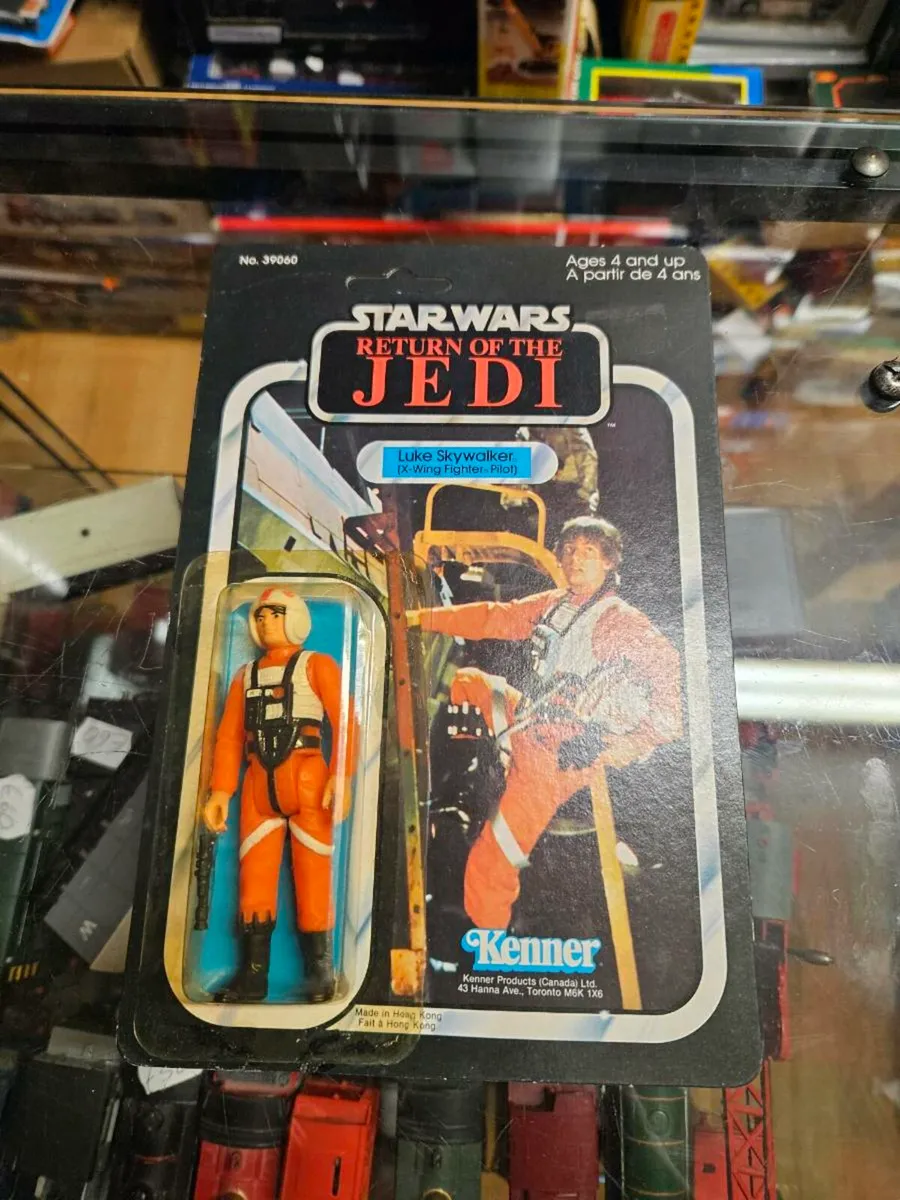 No. 39060
Ages 4 and up
A partir de 4 ans
STAR WARS
RETURN OF THE
JEDI
™
Luke Skywalker
(X-Wing Fighter Pilot)
Kenner
Kenner Products (Canada) Ltd.
43 Hanna Ave., Toronto M6K 1X6
Made in Hong Kong
Fait à Hong Kong